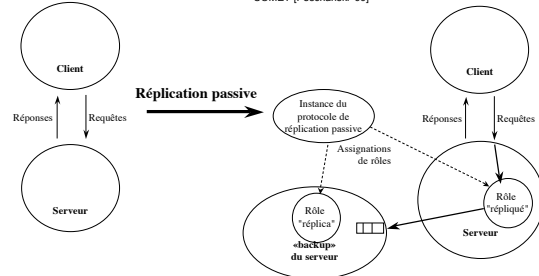 Client
Réponses
Requêtes
Serveur
Réplication passive
Instance du
protocole de
réplication passive
Assignations
de rôles
Rôle
"réplica"
«backup»
du serveur
Client
Réponses
Requêtes
Rôle
"répliqué"
Serveur